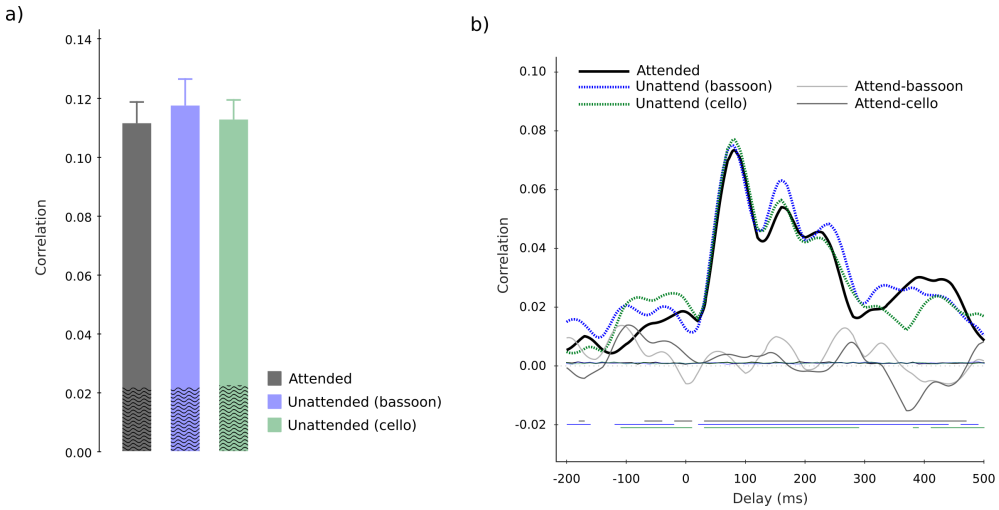 a)
0.14
0.12
0.10
0.08
0.06
0.04
0.02
0.00
Correlation
Attended
Unattended (bassoon)
Unattended (cello)
b)
0.10
0.08
0.06
0.04
0.02
0.00
-0.02
Correlation
Attended
Unattend (bassoon)
Unattend (cello)
Attend-bassoon
Attend-cello
-200 -100 0 100 200 300 400 500
Delay (ms)